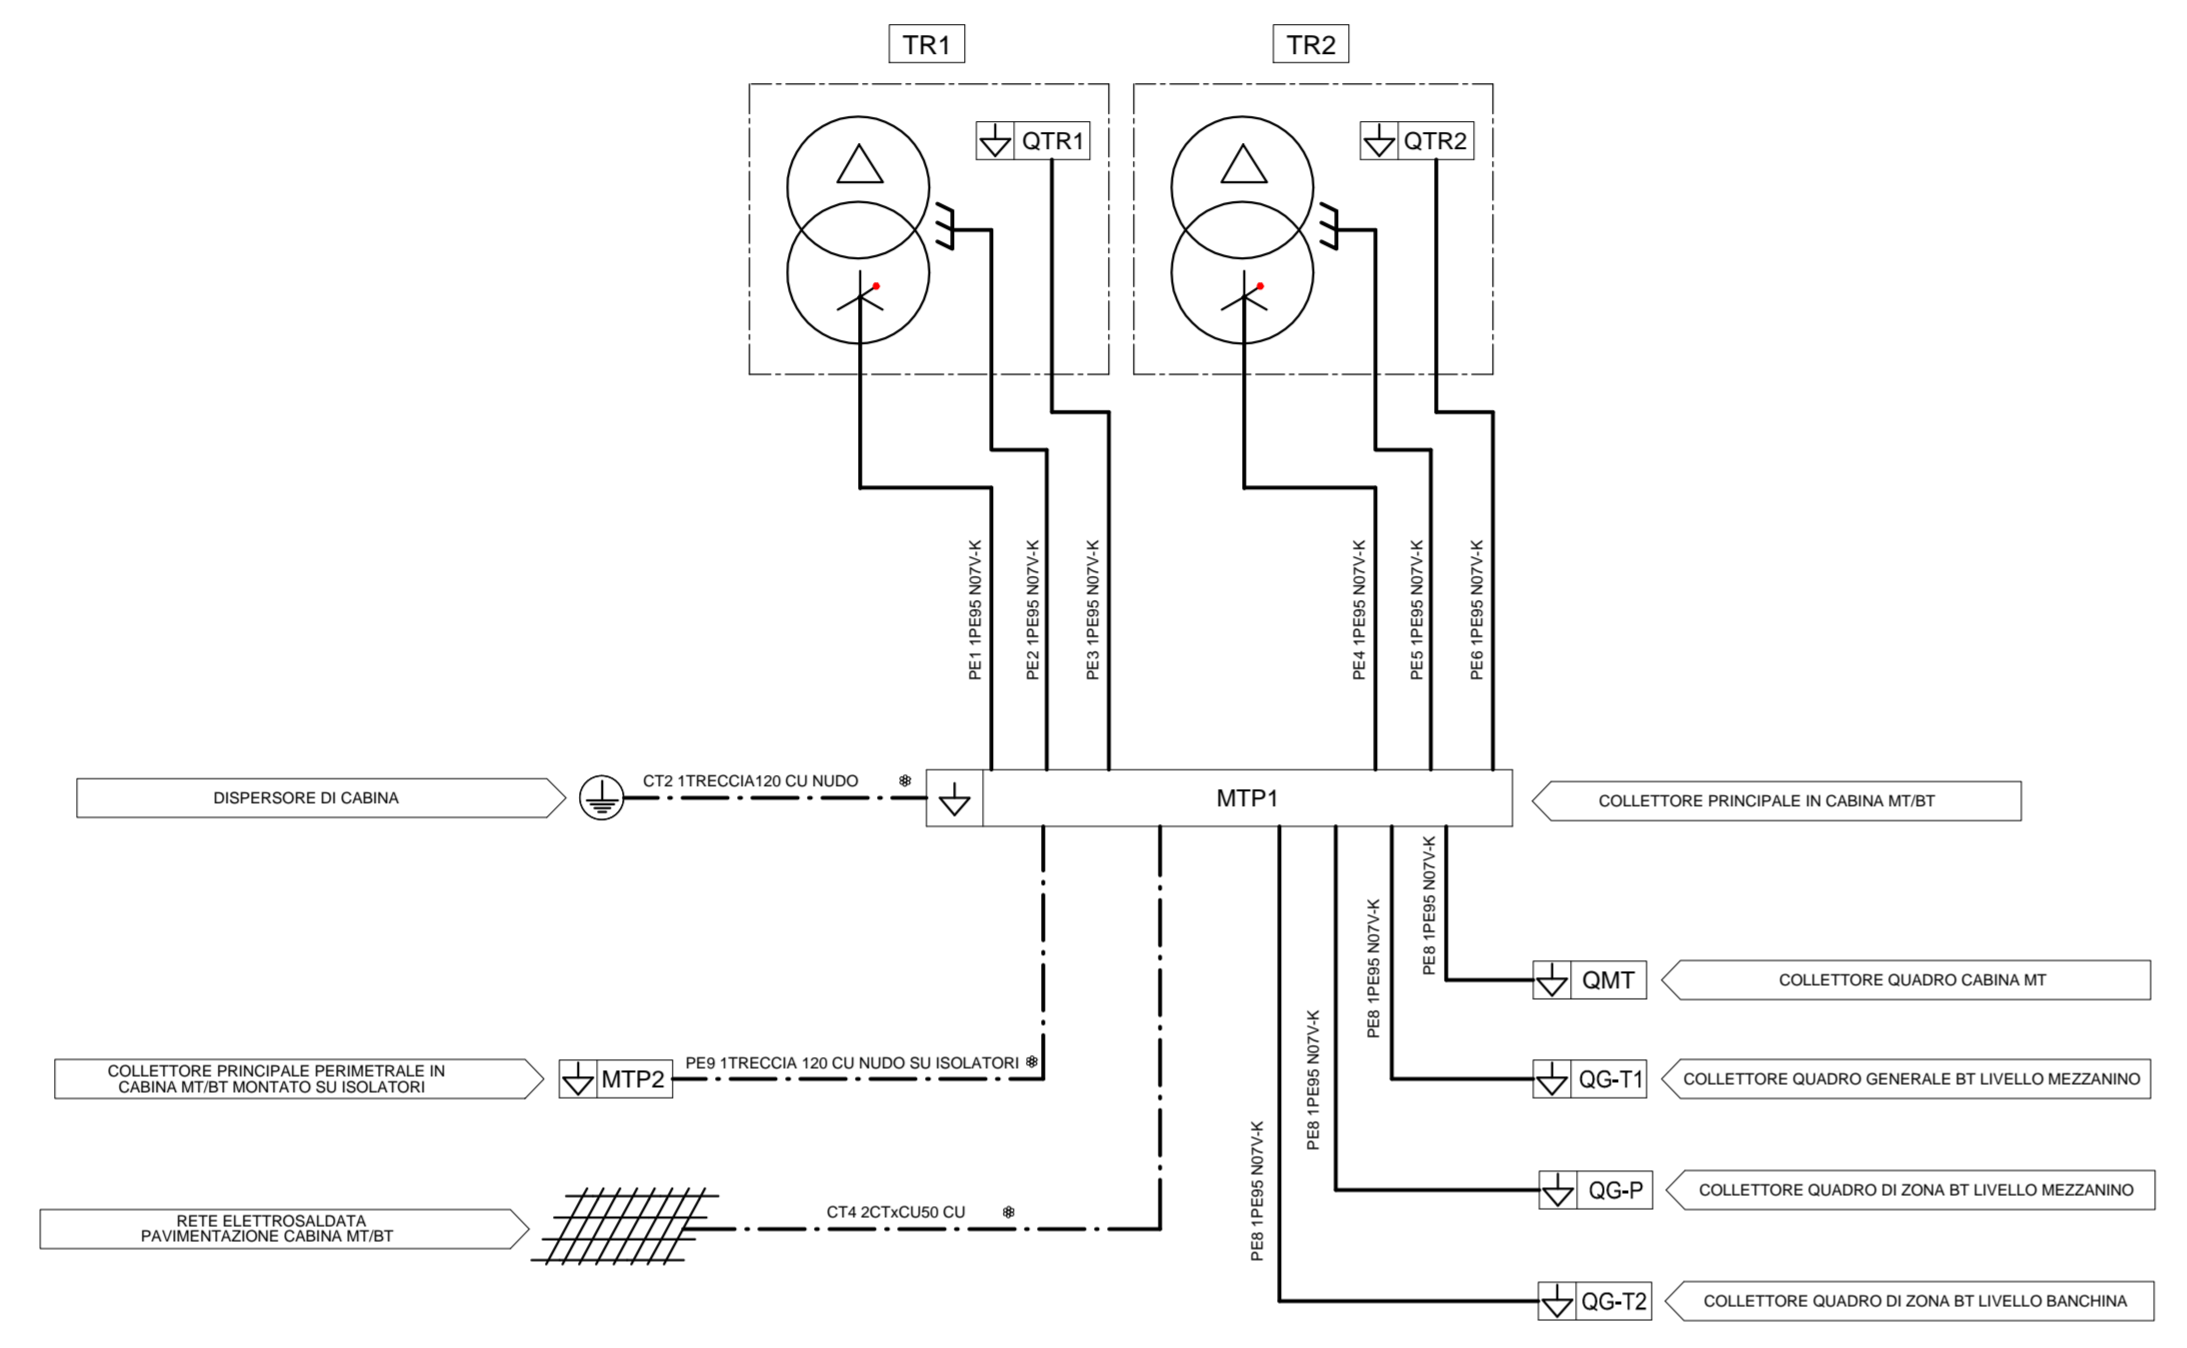 TR1
TR2
QTR1
QTR2
PE1 1PE95 N07V-K
PE2 1PE95 N07V-K
PE3 1PE95 N07V-K
PE4 1PE95 N07V-K
PE5 1PE95 N07V-K
PE6 1PE95 N07V-K
DISPERSORE DI CABINA
CT2 1TRECCIA120 CU NUDO
MTP1
COLLETTORE PRINCIPALE IN CABINA MT/BT
PE8 1PE95 N07V-K
QMT
COLLETTORE QUADRO CABINA MT
COLLETTORE PRINCIPALE PERIMETRALE IN
CABINA MT/BT MONTATO SU ISOLATORI
MTP2
PE9 1TRECCIA 120 CU NUDO SU ISOLATORI
PE8 1PE95 N07V-K
QG-T1
COLLETTORE QUADRO GENERALE BT LIVELLO MEZZANINO
PE8 1PE95 N07V-K
QG-P
COLLETTORE QUADRO DI ZONA BT LIVELLO MEZZANINO
RETE ELETTROSALDATA
PAVIMENTAZIONE CABINA MT/BT
CT4 2CTxCU50 CU
PE8 1PE95 N07V-K
QG-T2
COLLETTORE QUADRO DI ZONA BT LIVELLO BANCHINA